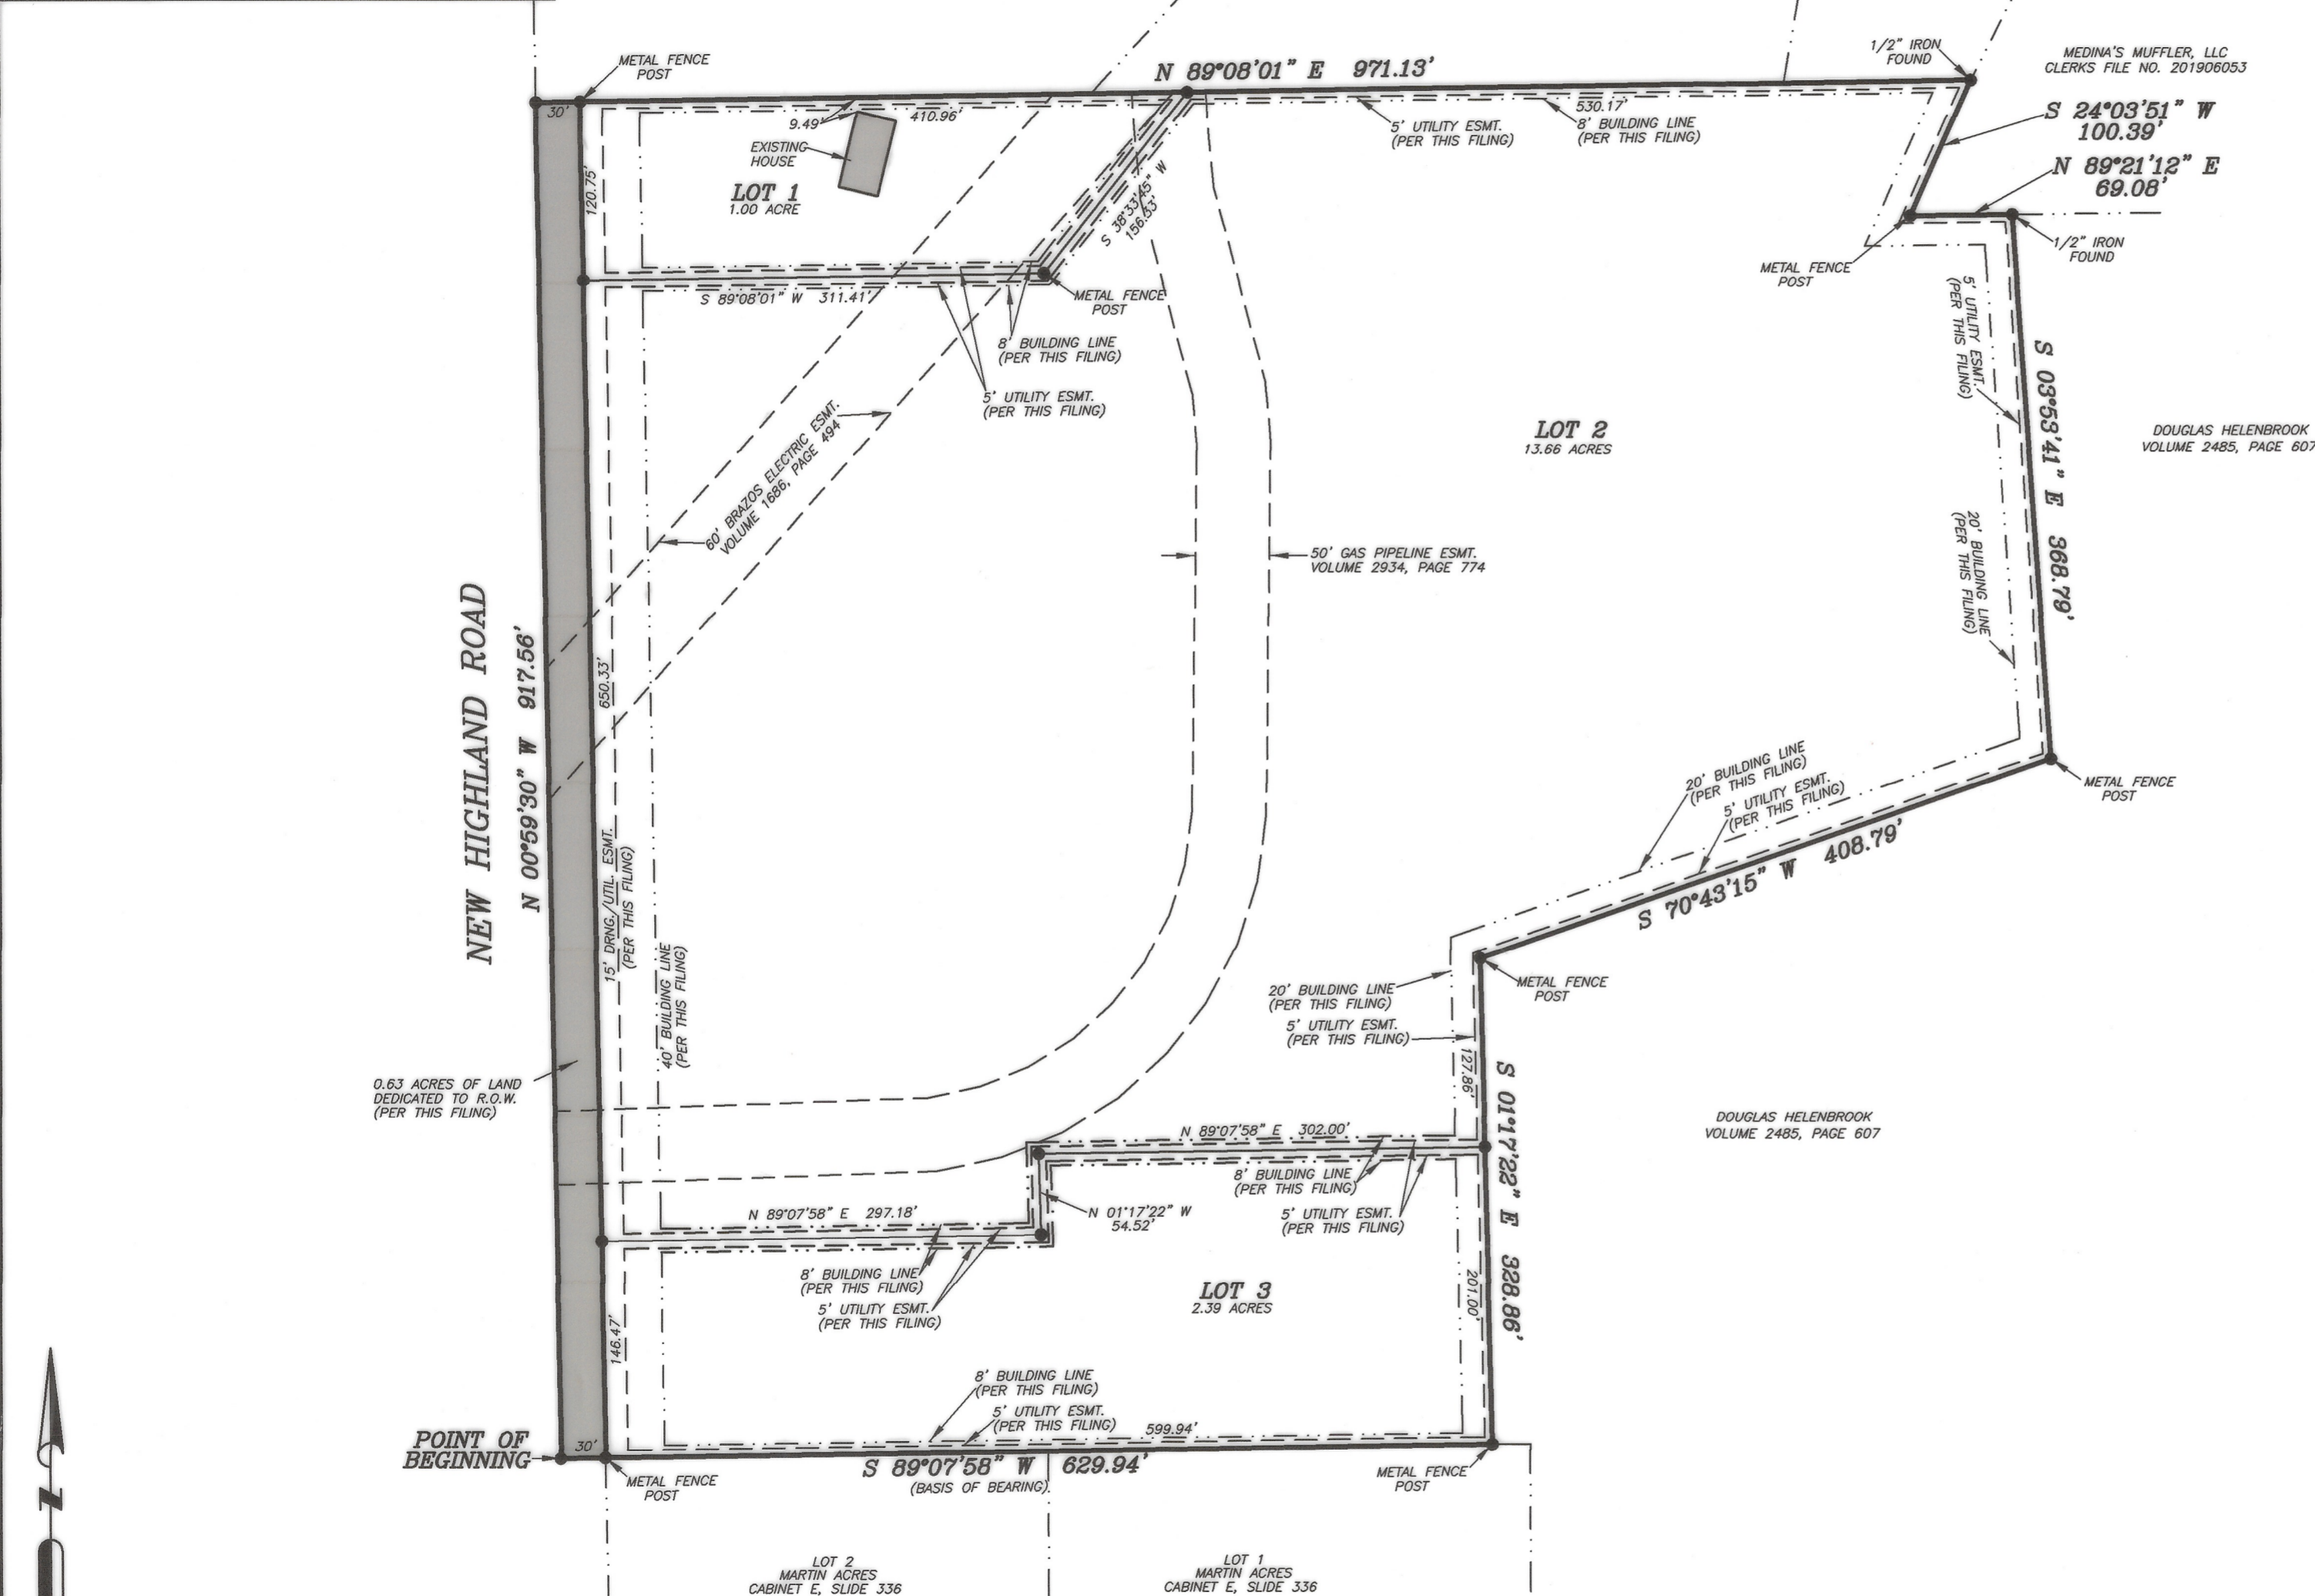 METAL FENCE
POST
N 89°08'01" E 971.13'
1/2" IRON
FOUND
MEDINA'S MUFFLER, LLC
CLERKS FILE NO. 201906053
S 24°03'51" W
100.39'
N 89°21'12" E
69.08'
30'
9.49'
410.96'
530.17'
5' UTILITY ESMT.
(PER THIS FILING)
8' BUILDING LINE
(PER THIS FILING)
EXISTING
HOUSE
LOT 1
1.00 ACRE
120.75'
S 38°33'45" W
156.53'
1/2" IRON
FOUND
METAL FENCE
POST
S 89°08'01" W 311.41'
METAL FENCE
POST
8' BUILDING LINE
(PER THIS FILING)
5' UTILITY ESMT.
(PER THIS FILING)
5' UTILITY ESMT.
(PER THIS FILING)
S 03°53'41" E 368.79'
60' BRAZOS ELECTRIC ESMT.
VOLUME 1686, PAGE 494
LOT 2
13.66 ACRES
DOUGLAS HELENBROOK
VOLUME 2485, PAGE 607
20' BUILDING LINE
(PER THIS FILING)
50' GAS PIPELINE ESMT.
VOLUME 2934, PAGE 774
NEW HIGHLAND ROAD
N 00°59'30" W 917.56'
650.33'
20' BUILDING LINE
(PER THIS FILING)
5' UTILITY ESMT.
(PER THIS FILING)
METAL FENCE
POST
S 70°43'15" W 408.79'
15' DRNG./UTIL. ESMT.
(PER THIS FILING)
40' BUILDING LINE
(PER THIS FILING)
20' BUILDING LINE
(PER THIS FILING)
METAL FENCE
POST
5' UTILITY ESMT.
(PER THIS FILING)
127.86'
0.63 ACRES OF LAND
DEDICATED TO R.O.W.
(PER THIS FILING)
S 01°17'22" E 328.86'
DOUGLAS HELENBROOK
VOLUME 2485, PAGE 607
N 89°07'58" E 302.00'
8' BUILDING LINE
(PER THIS FILING)
5' UTILITY ESMT.
(PER THIS FILING)
N 89°07'58" E 297.18'
N 01°17'22" W
54.52'
8' BUILDING LINE
(PER THIS FILING)
5' UTILITY ESMT.
(PER THIS FILING)
LOT 3
2.39 ACRES
201.00'
146.47'
8' BUILDING LINE
(PER THIS FILING)
5' UTILITY ESMT.
(PER THIS FILING)
599.94'
POINT OF
BEGINNING
30'
METAL FENCE
POST
S 89°07'58" W 629.94'
(BASIS OF BEARING)
METAL FENCE
POST
N
LOT 2
MARTIN ACRES
CABINET E, SLIDE 336
LOT 1
MARTIN ACRES
CABINET E, SLIDE 336